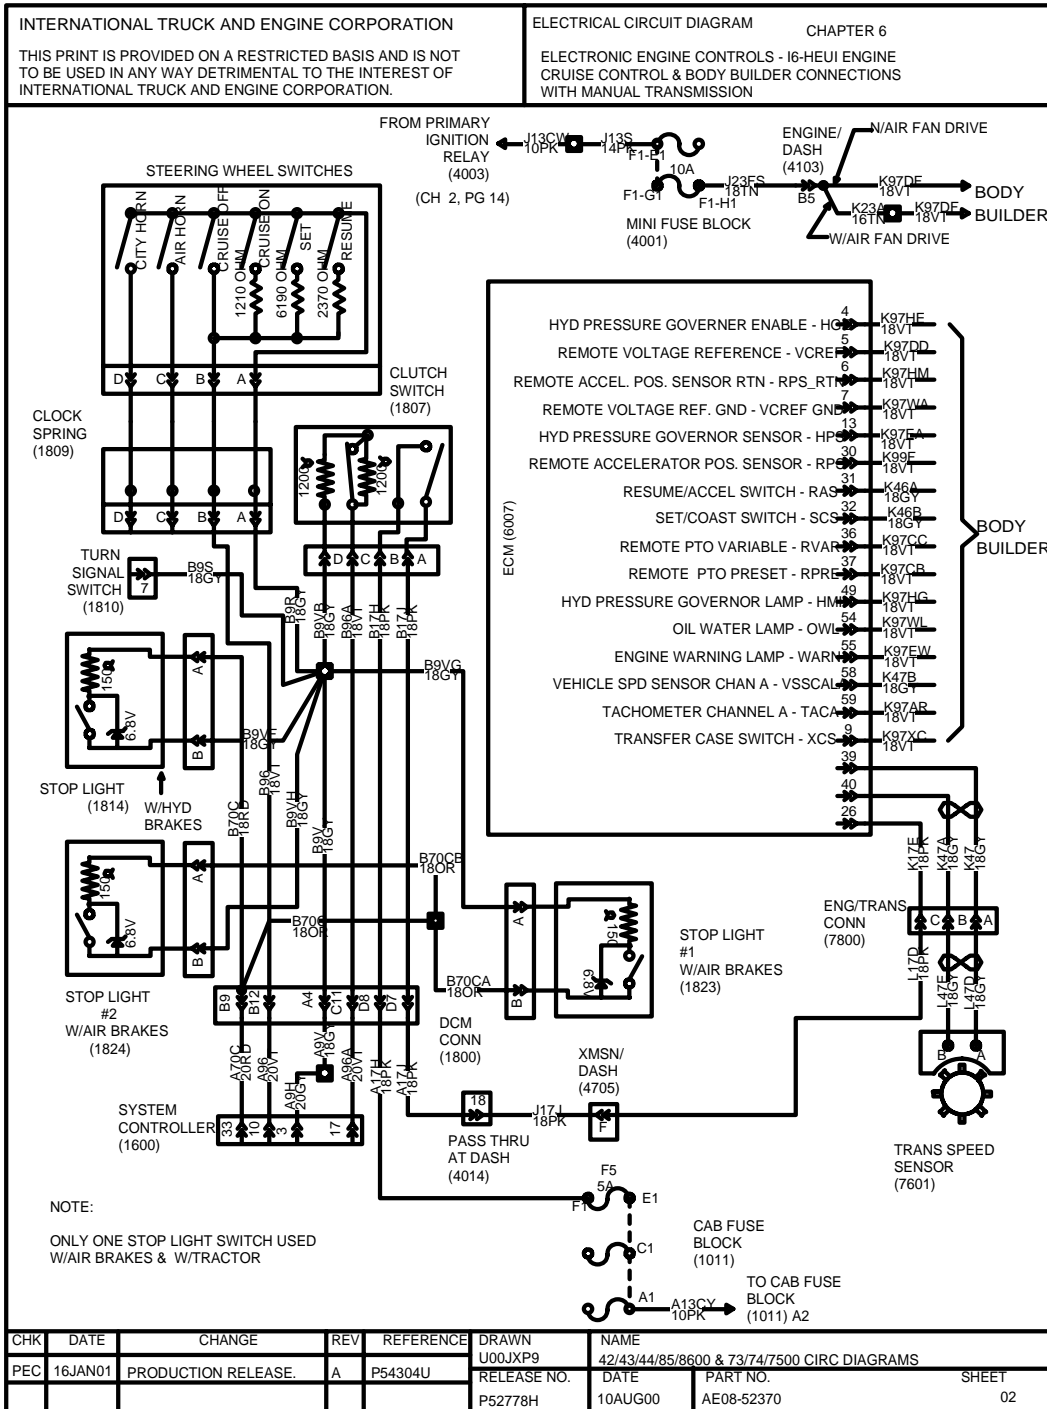 INTERNATIONAL TRUCK AND ENGINE CORPORATION
THIS PRINT IS PROVIDED ON A RESTRICTED BASIS AND IS NOT
TO BE USED IN ANY WAY DETRIMENTAL TO THE INTEREST OF
INTERNATIONAL TRUCK AND ENGINE CORPORATION.
ELECTRICAL CIRCUIT DIAGRAM
CHAPTER 6
ELECTRONIC ENGINE CONTROLS - I6-HEUI ENGINE
CRUISE CONTROL & BODY BUILDER CONNECTIONS
WITH MANUAL TRANSMISSION
FROM PRIMARY
IGNITION
RELAY
(4003)
(CH 2, PG 14)
J13CW
10PK
J13S
14PK
F1-E1
10A
F1-G1
F1-H1
J23FS
18TN
MINI FUSE BLOCK
(4001)
ENGINE/
DASH
(4103)
B5
N/AIR FAN DRIVE
K97DF
18VT
K23A
16TN
K97DF
18VT
W/AIR FAN DRIVE
BODY
BUILDER
STEERING WHEEL SWITCHES
CITY HORN
AIR HORN
CRUISE OFF
CRUISE ON
SET
RESUME
1210 OHM
6190 OHM
2370 OHM
D C B A
CLOCK
SPRING
(1809)
D C B A
CLUTCH
SWITCH
(1807)
120Ω
120Ω
D C B A
TURN
SIGNAL
SWITCH
(1810)
7
B9S
18GY
B9R
18GY
B9VB
18GY
B96A
18VT
B17H
18PK
B17J
18PK
B9VG
18GY
ECM (6007)
HYD PRESSURE GOVERNER ENABLE - HG
4
K97HE
18VT
REMOTE VOLTAGE REFERENCE - VCREF
5
K97DD
18VT
REMOTE ACCEL. POS. SENSOR RTN - RPS_RTN
6
K97HM
18VT
REMOTE VOLTAGE REF. GND - VCREF GND
7
K97WA
18VT
HYD PRESSURE GOVERNOR SENSOR - HPS
13
K97EA
18VT
REMOTE ACCELERATOR POS. SENSOR - RPS
30
K99F
18VT
RESUME/ACCEL SWITCH - RAS
31
K46A
18GY
SET/COAST SWITCH - SCS
32
K46B
18GY
REMOTE PTO VARIABLE - RVAR
36
K97CC
18VT
REMOTE PTO PRESET - RPRE
37
K97CB
18VT
HYD PRESSURE GOVERNOR LAMP - HML
49
K97HG
18VT
OIL WATER LAMP - OWL
54
K97WL
18VT
ENGINE WARNING LAMP - WARN
55
K97EW
18VT
VEHICLE SPD SENSOR CHAN A - VSSCAL
58
K47B
18GY
TACHOMETER CHANNEL A - TACA
59
K97AR
18VT
TRANSFER CASE SWITCH - XCS
9
K97XC
18VT
39
40
26
BODY
BUILDER
150Ω
6.8V
A
B
STOP LIGHT
(1814)
W/HYD
BRAKES
B9VF
18GY
B70C
18RD
B96
18VT
B9VH
18GY
B9V
18GY
150Ω
6.8V
A
B
STOP LIGHT
#2
W/AIR BRAKES
(1824)
B70CB
18OR
B70C
18OR
B70CA
18OR
A
B
150
6.8V
STOP LIGHT
#1
W/AIR BRAKES
(1823)
K17E
18PK
K47A
18GY
K47
18GY
ENG/TRANS
CONN
(7800)
C B A
L17D
18PK
L47E
18GY
L47D
18GY
B A
TRANS SPEED
SENSOR
(7601)
B9 B12 A4 C11 D8 D7
DCM
CONN
(1800)
A70C
20RD
A96
20VT
A9H
20GY
A9V
18GY
A96A
20VT
A17H
18PK
A17J
18PK
SYSTEM
CONTROLLER
(1600)
33 10 3 17
18
PASS THRU
AT DASH
(4014)
J17J
18PK
XMSN/
DASH
(4705)
F
NOTE:
ONLY ONE STOP LIGHT SWITCH USED
W/AIR BRAKES & W/TRACTOR
F5
5A
F1
E1
C1
A1
CAB FUSE
BLOCK
(1011)
A13CY
10PK
TO CAB FUSE
BLOCK
(1011) A2
CHK DATE CHANGE REV REFERENCE
PEC 16JAN01 PRODUCTION RELEASE. A P54304U
DRAWN
U00JXP9
NAME
42/43/44/85/8600 & 73/74/7500 CIRC DIAGRAMS
RELEASE NO.
P52778H
DATE
10AUG00
PART NO.
AE08-52370
SHEET
02